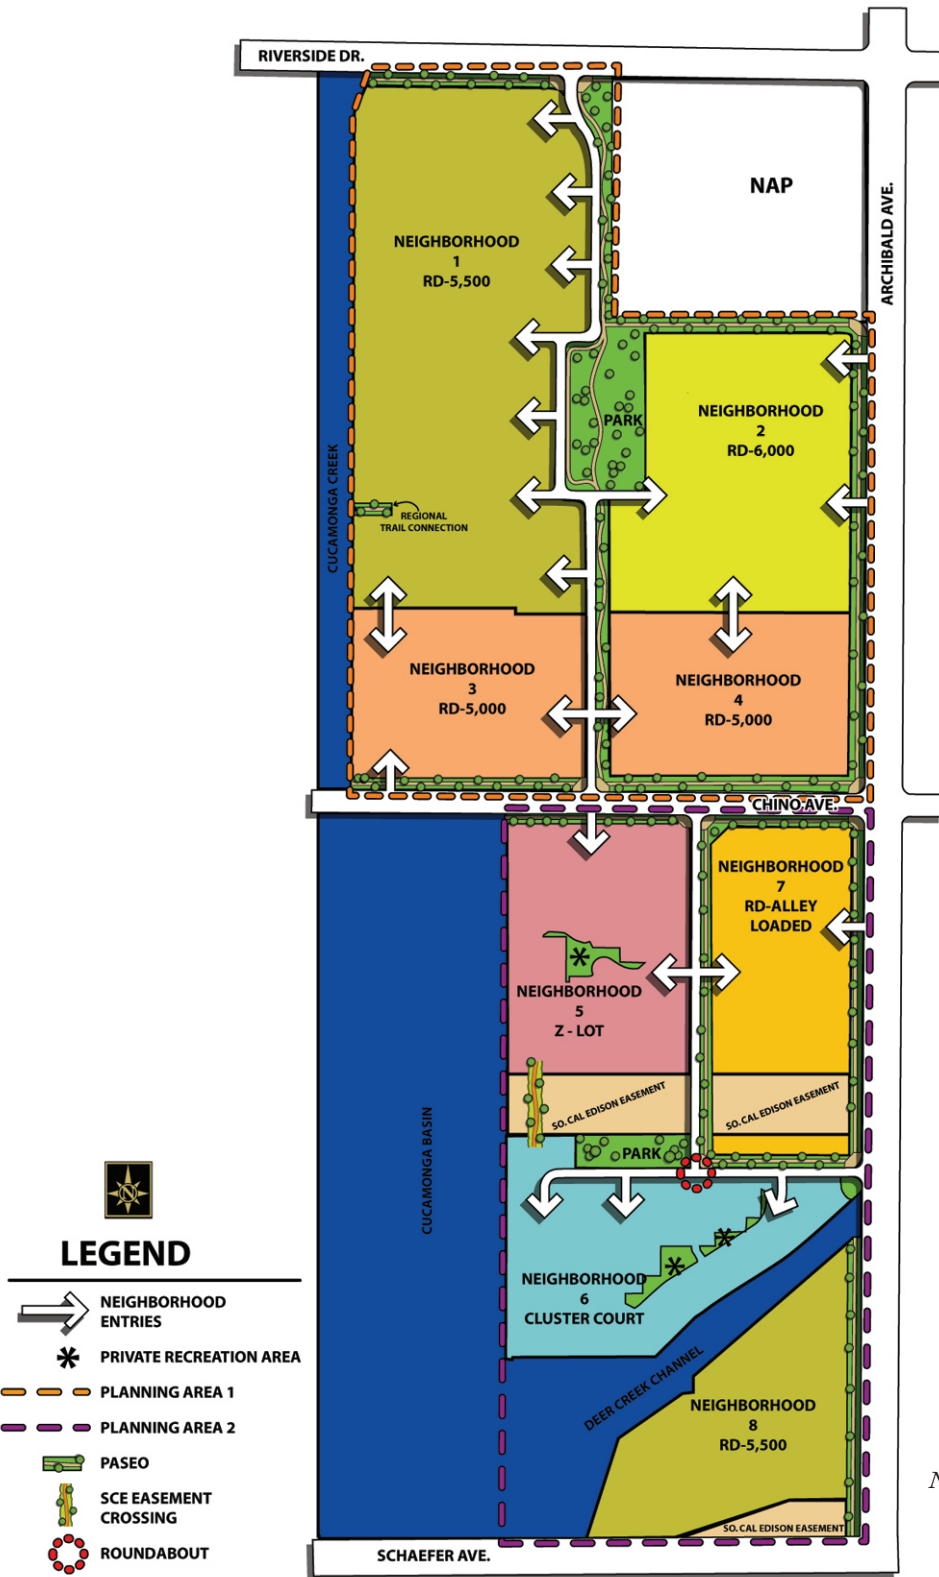 RIVERSIDE DR.
NAP
ARCHIBALD AVE.
NEIGHBORHOOD
1
RD-5,500
PARK
NEIGHBORHOOD
2
RD-6,000
CUCAMONGA CREEK
REGIONAL
TRAIL CONNECTION
NEIGHBORHOOD
3
RD-5,000
NEIGHBORHOOD
4
RD-5,000
CHINO AVE.
NEIGHBORHOOD
7
RD-ALLEY
LOADED
*
NEIGHBORHOOD
5
Z - LOT
SO. CAL EDISON EASEMENT
SO. CAL EDISON EASEMENT
CUCAMONGA BASIN
PARK
*
*
NEIGHBORHOOD
6
CLUSTER COURT
DEER CREEK CHANNEL
NEIGHBORHOOD
8
RD-5,500
SO. CAL EDISON EASEMENT
SCHAEFER AVE.
N
N
LEGEND
NEIGHBORHOOD
ENTRIES
* PRIVATE RECREATION AREA
PLANNING AREA 1
PLANNING AREA 2
PASEO
SCE EASEMENT
CROSSING
ROUNDABOUT